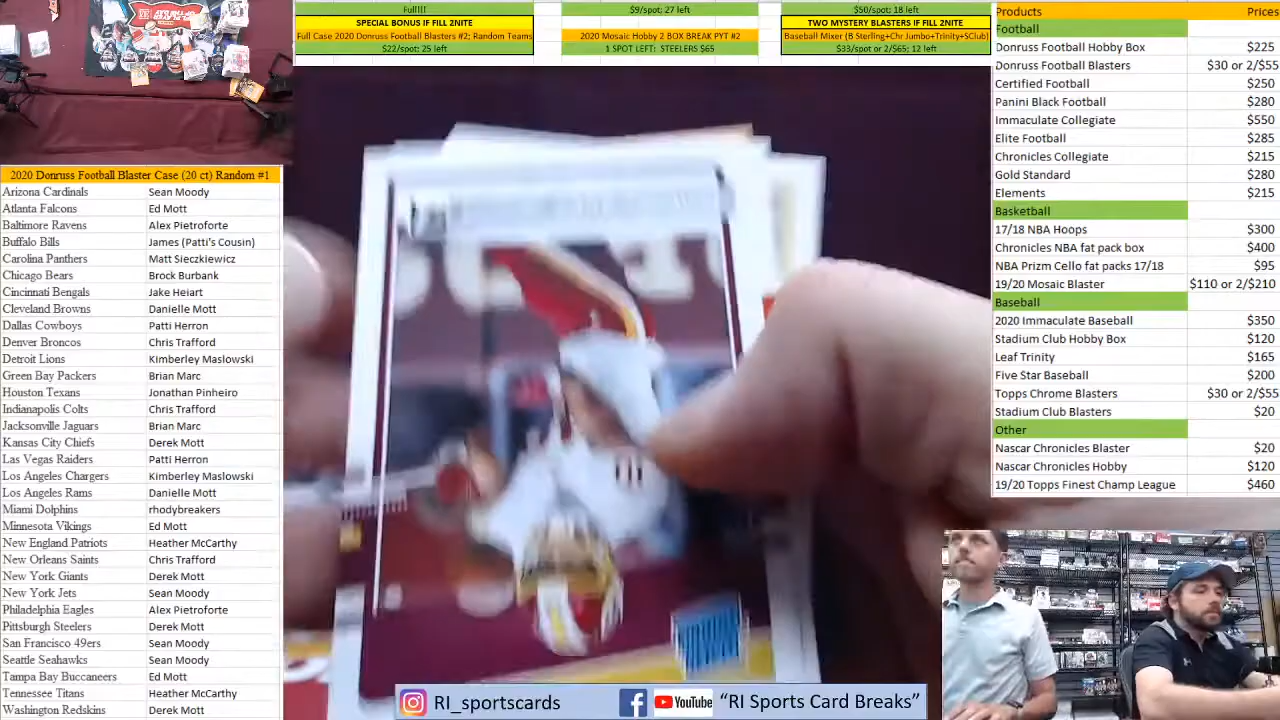 Full!!!!
$9/spot; 27 left
$50/spot; 18 left
SPECIAL BONUS IF FILL 2NITE
TWO MYSTERY BLASTERS IF FILL 2NITE
Full Case 2020 Donruss Football Blasters #2; Random Teams
2020 Mosaic Hobby 2 BOX BREAK PYT #2
Baseball Mixer (B Sterling+Chr Jumbo+Trinity+SClub)
$22/spot: 25 left
1 SPOT LEFT: STEELERS $65
$33/spot or 2/$65; 12 left
Products Prices
Football
Donruss Football Hobby Box $225
Donruss Football Blasters $30 or 2/$55
Certified Football $250
Panini Black Football $280
Immaculate Collegiate $550
Elite Football $285
Chronicles Collegiate $215
Gold Standard $280
Elements $215
Basketball
17/18 NBA Hoops $300
Chronicles NBA fat pack box $400
NBA Prizm Cello fat packs 17/18 $95
19/20 Mosaic Blaster $110 or 2/$210
Baseball
2020 Immaculate Baseball $350
Stadium Club Hobby Box $120
Leaf Trinity $165
Five Star Baseball $200
Topps Chrome Blasters $30 or 2/$55
Stadium Club Blasters $20
Other
Nascar Chronicles Blaster $20
Nascar Chronicles Hobby $120
19/20 Topps Finest Champ League $460
2020 Donruss Football Blaster Case (20 ct) Random #1
Arizona Cardinals Sean Moody
Atlanta Falcons Ed Mott
Baltimore Ravens Alex Pietroforte
Buffalo Bills James (Patti's Cousin)
Carolina Panthers Matt Sieczkiewicz
Chicago Bears Brock Burbank
Cincinnati Bengals Jake Heiart
Cleveland Browns Danielle Mott
Dallas Cowboys Patti Herron
Denver Broncos Chris Trafford
Detroit Lions Kimberley Maslowski
Green Bay Packers Brian Marc
Houston Texans Jonathan Pinheiro
Indianapolis Colts Chris Trafford
Jacksonville Jaguars Brian Marc
Kansas City Chiefs Derek Mott
Las Vegas Raiders Patti Herron
Los Angeles Chargers Kimberley Maslowski
Los Angeles Rams Danielle Mott
Miami Dolphins rhodybreakers
Minnesota Vikings Ed Mott
New England Patriots Heather McCarthy
New Orleans Saints Chris Trafford
New York Giants Derek Mott
New York Jets Sean Moody
Philadelphia Eagles Alex Pietroforte
Pittsburgh Steelers Derek Mott
San Francisco 49ers Sean Moody
Seattle Seahawks Sean Moody
Tampa Bay Buccaneers Ed Mott
Tennessee Titans Heather McCarthy
Washington Redskins Derek Mott
RI_sportscards YouTube "RI Sports Card Breaks"